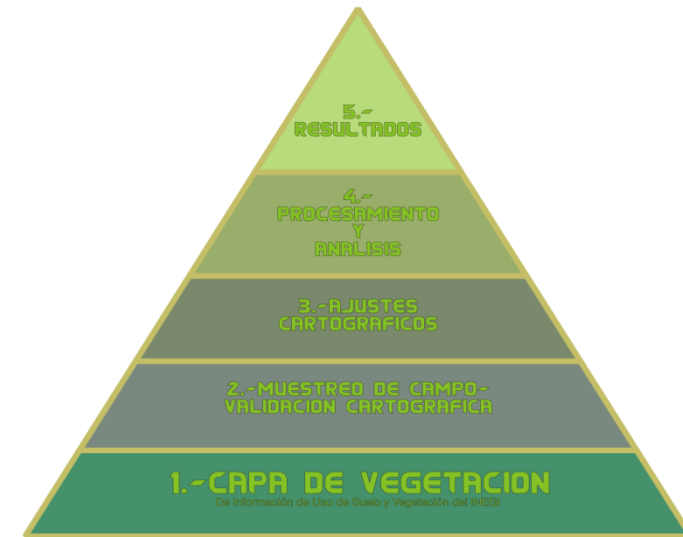 5.-
RESULTADOS
4.-
PROCESAMIENTO
Y
ANALISIS
3.-AJUSTES
CARTOGRAFICOS
2.-MUESTREO DE CAMPO-
VALIDACION CARTOGRAFICA
1.-CAPA DE VEGETACION
De Información de Uso de Suelo y Vegetación del INEGI